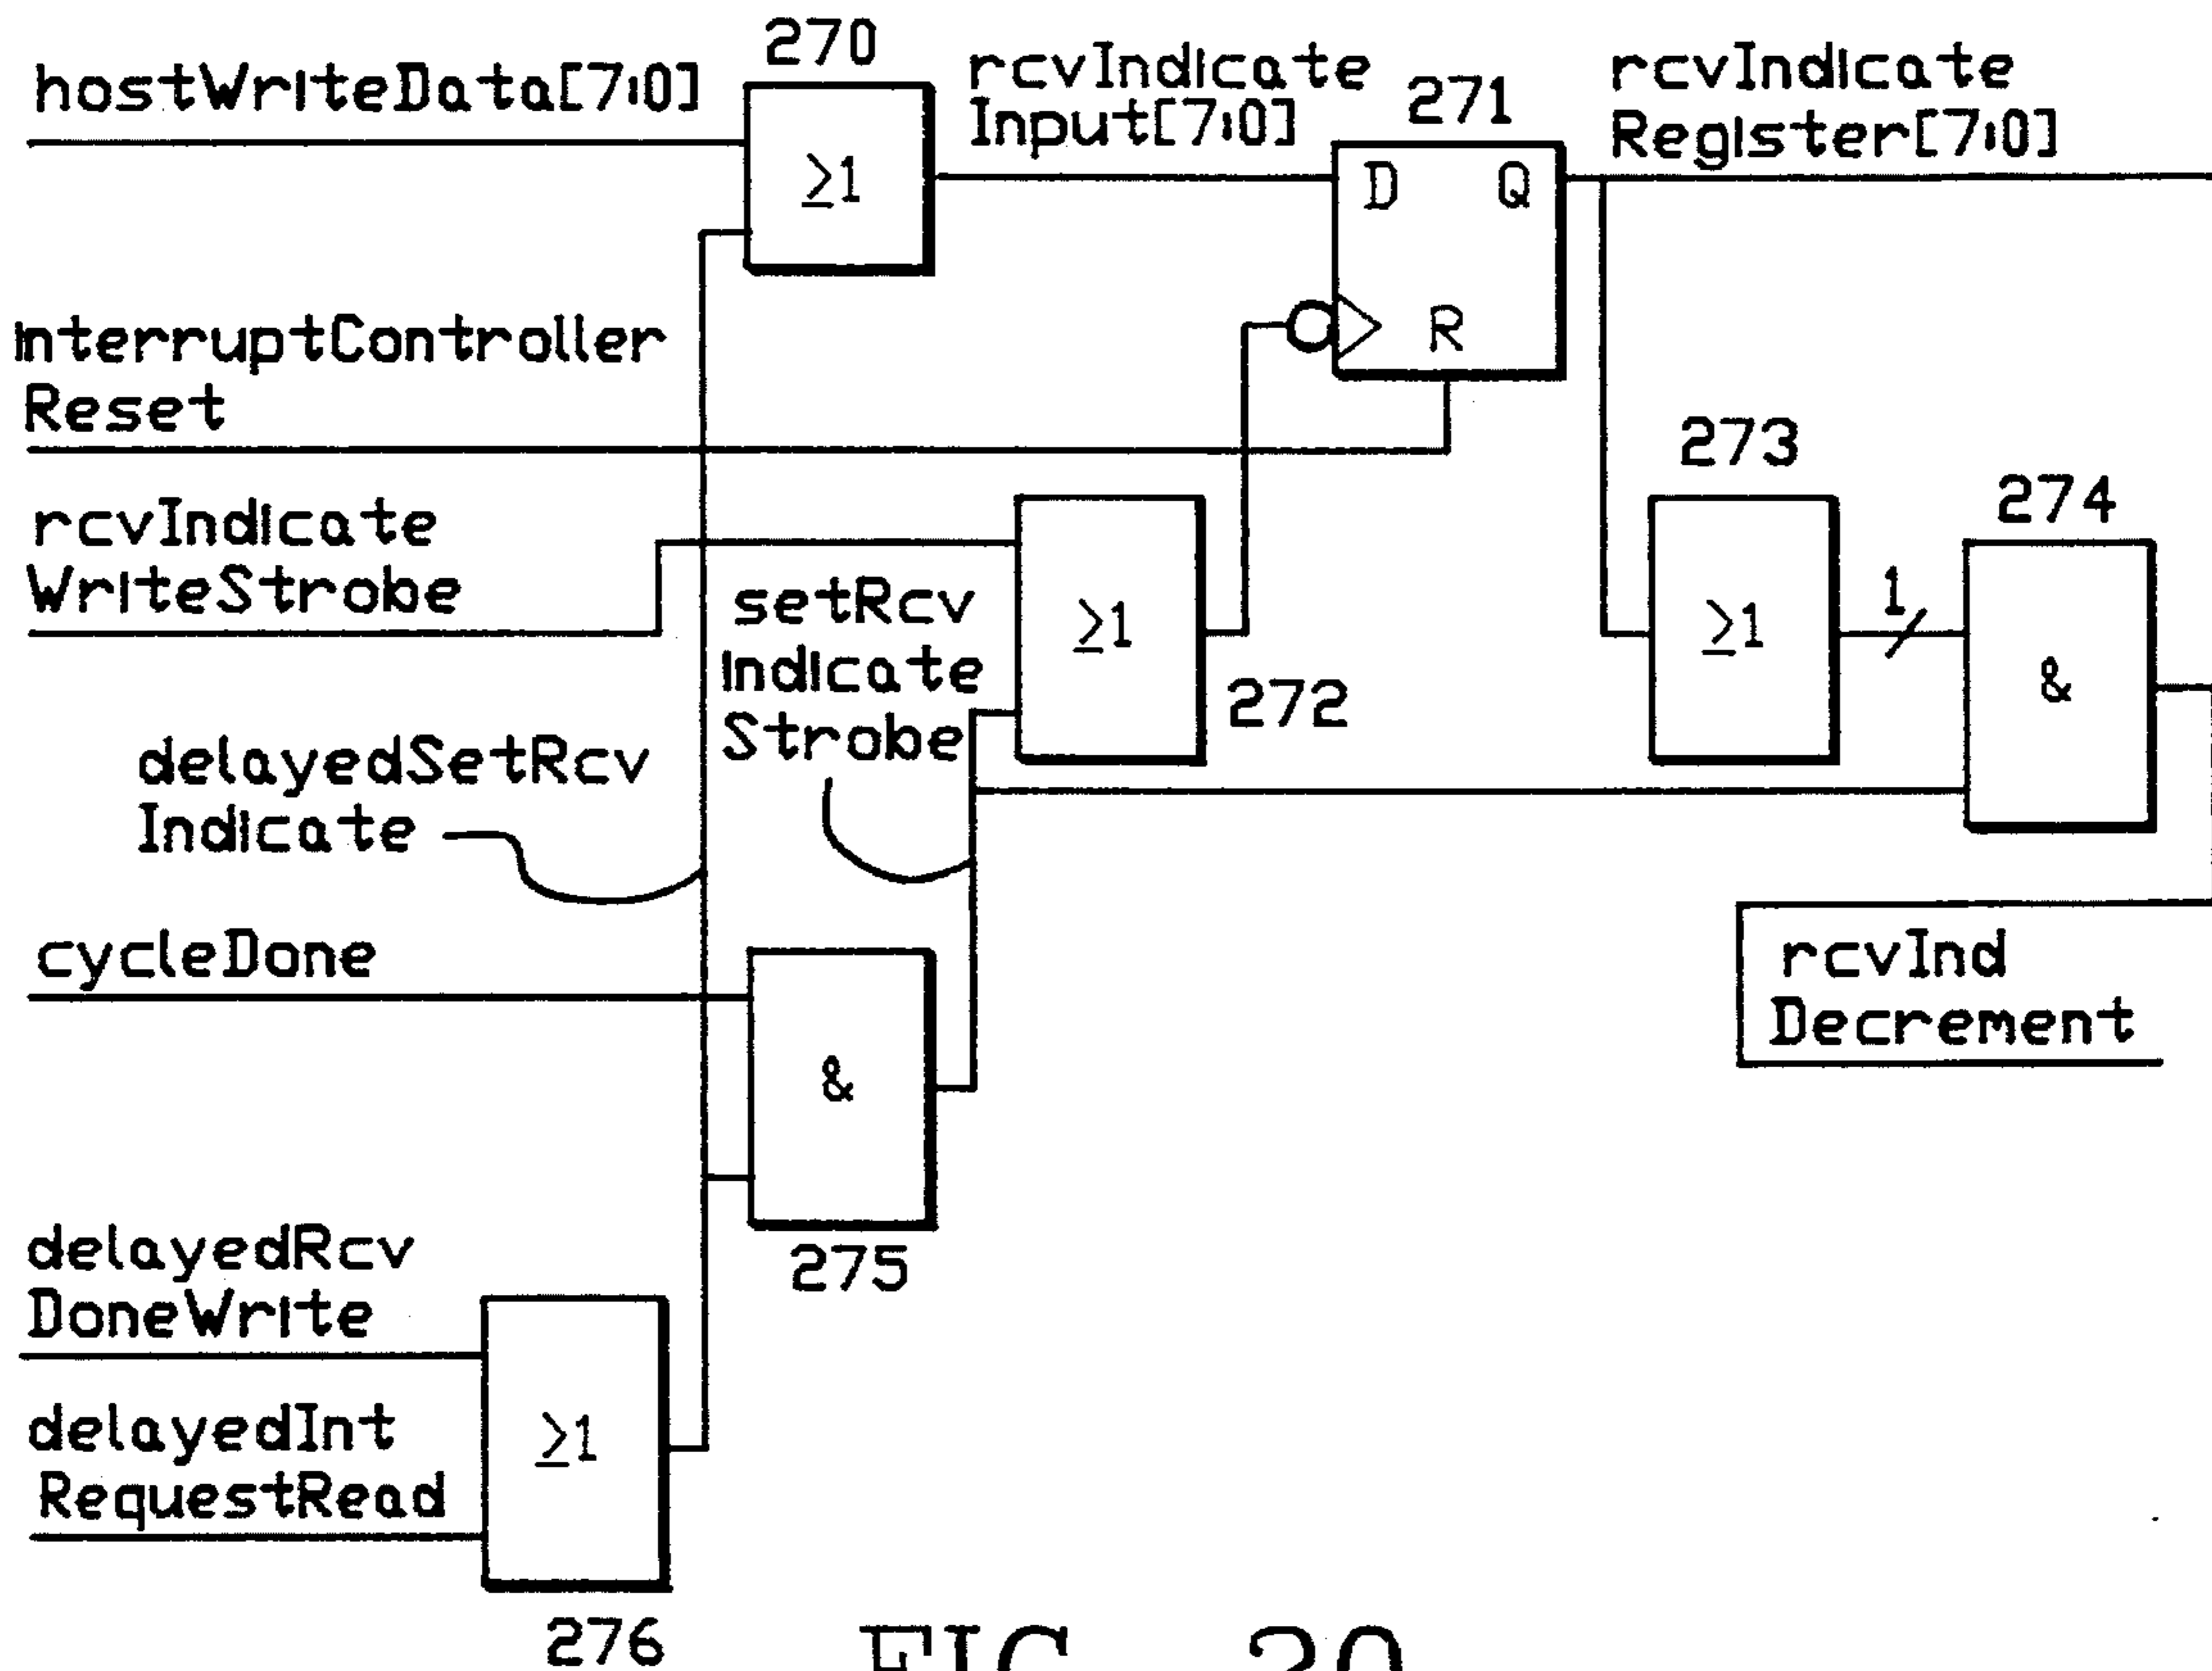 270
hostWriteData[7:0]
rcvIndicate
Input[7:0]
271
rcvIndicate
Register[7:0]
≥1
D Q
R
InterruptController
Reset
273
274
rcvIndicate
WriteStrobe
setRcv
Indicate
Strobe
≥1
272
≥1
1
&
delayedSetRcv
Indicate
cycleDone
&
275
rcvInd
Decrement
delayedRcv
DoneWrite
delayedInt
RequestRead
≥1
276
FIG. 20